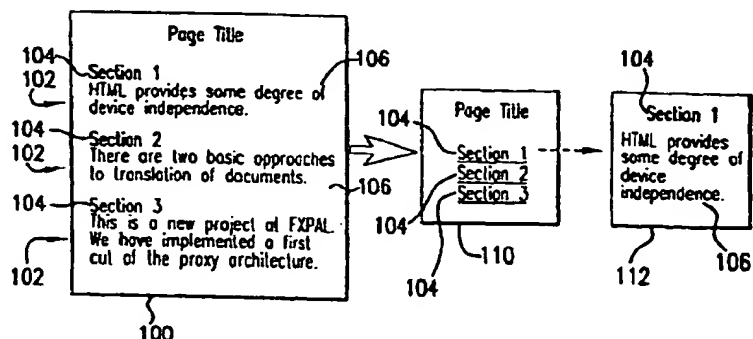 Page Title
104
Section 1
106
102
HTML provides some degree of
device independence.
104
Section 2
102
There are two basic approaches
to translation of documents.
106
104
Section 3
This is a new project at FXPAL.
We have implemented a first
cut of the proxy architecture.
102
100
Page Title
104
Section 1
Section 2
104
Section 3
104
110
104
Section 1
HTML provides
some degree of
device
independence.
112
106